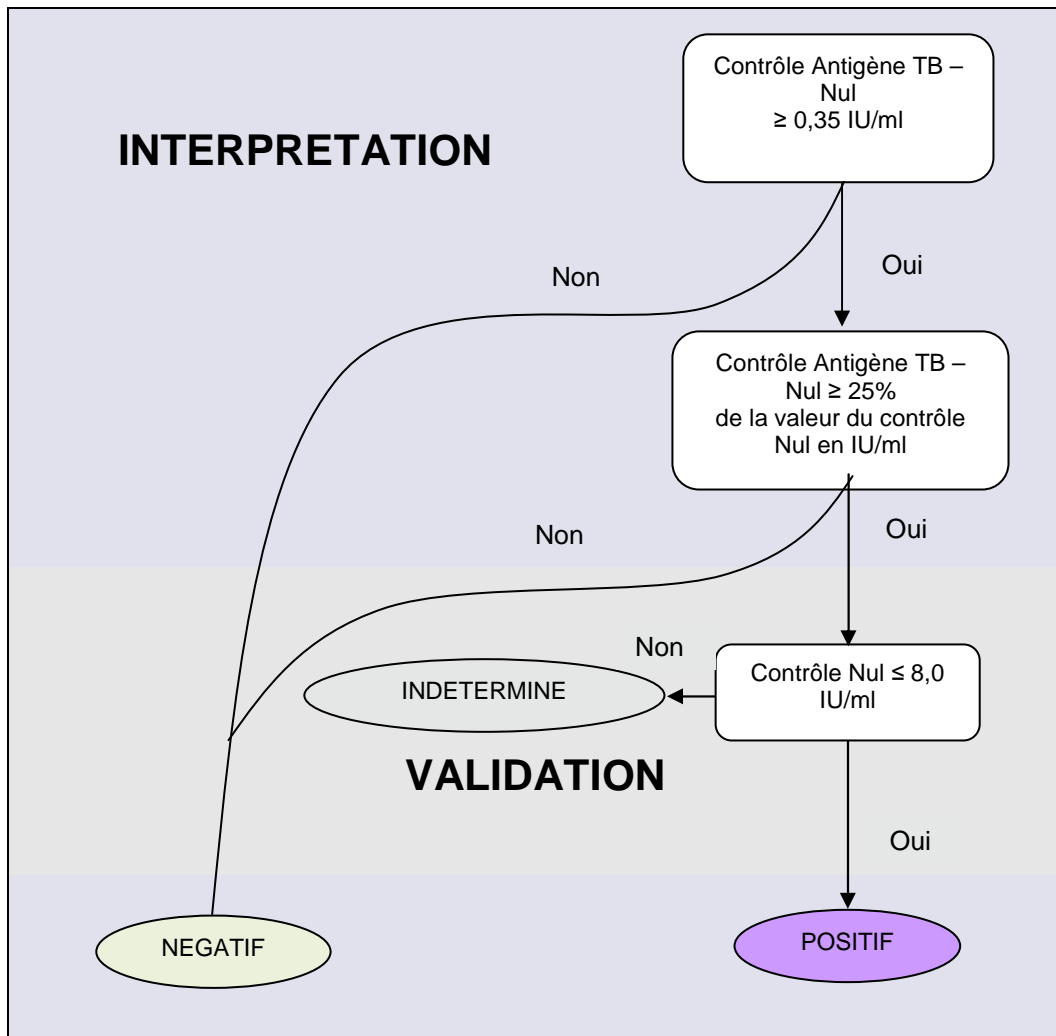 Contrôle Antigène TB –
Nul
≥ 0,35 IU/ml
INTERPRETATION
Non
Oui
Contrôle Antigène TB –
Nul ≥ 25%
de la valeur du contrôle
Nul en IU/ml
Non
Oui
Non
Contrôle Nul ≤ 8,0
IU/ml
INDETERMINE
VALIDATION
Oui
NEGATIF
POSITIF